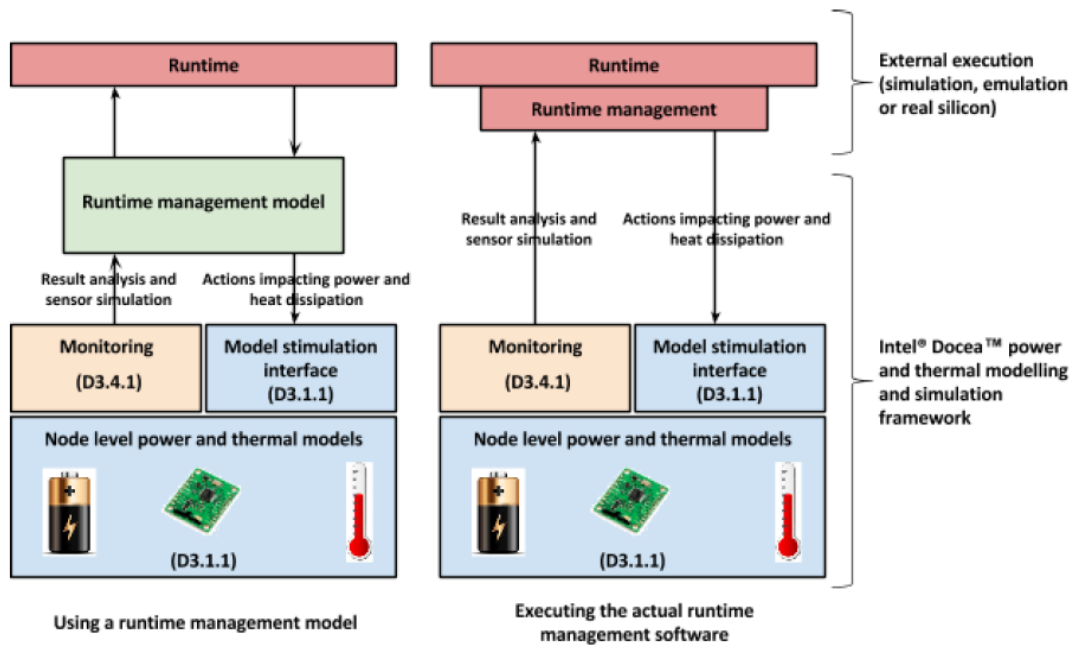 Runtime
Runtime management model
Result analysis and
sensor simulation
Actions impacting power and
heat dissipation
Monitoring
(D3.4.1)
Model stimulation
interface
(D3.1.1)
Node level power and thermal models
(D3.1.1)
Using a runtime management model
Runtime
Runtime management
Result analysis and
sensor simulation
Actions impacting power and
heat dissipation
Monitoring
(D3.4.1)
Model stimulation
interface
(D3.1.1)
Node level power and thermal models
(D3.1.1)
Executing the actual runtime
management software
External execution
(simulation, emulation
or real silicon)
Intel® Docea™ power
and thermal modelling
and simulation
framework